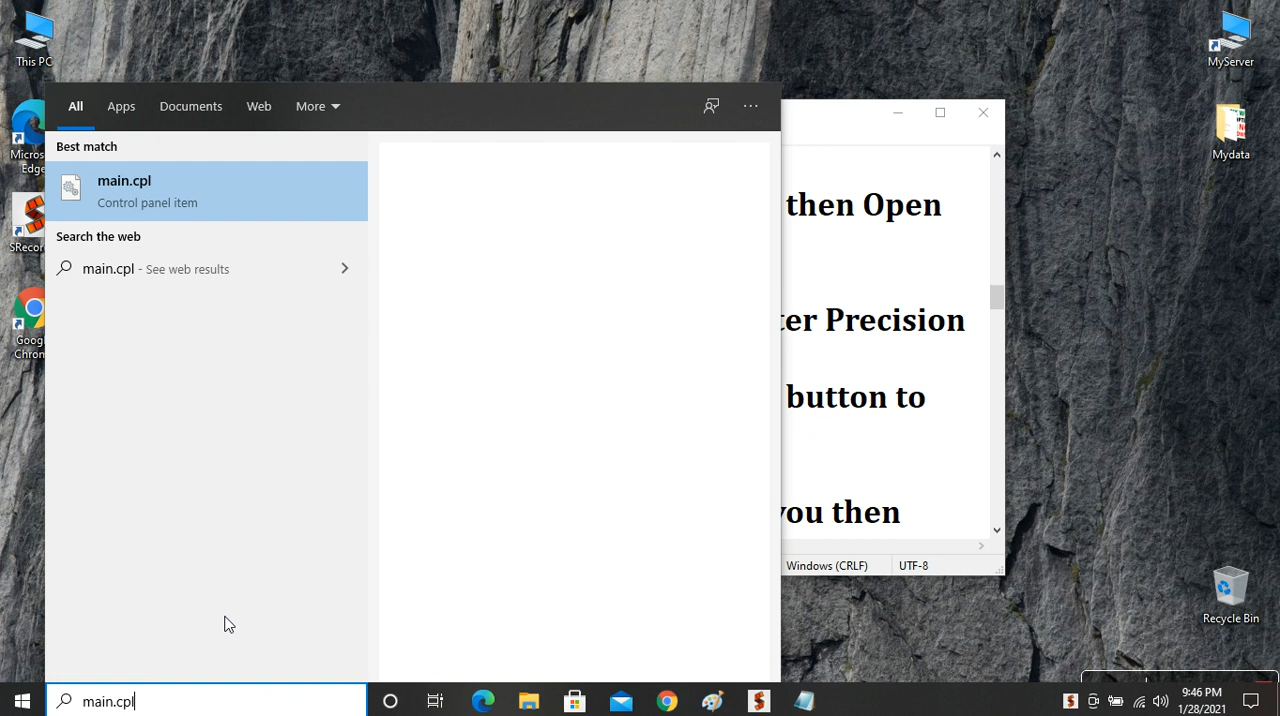 This PC
Micros
Edge
SRecor
Googl
Chrom
All
Apps
Documents
Web
More
Best match
main.cpl
Control panel item
Search the web
main.cpl - See web results
then Open
ter Precision
button to
you then
Windows (CRLF)
UTF-8
MyServer
Mydata
Recycle Bin
main.cpl
9:46 PM
1/28/2021